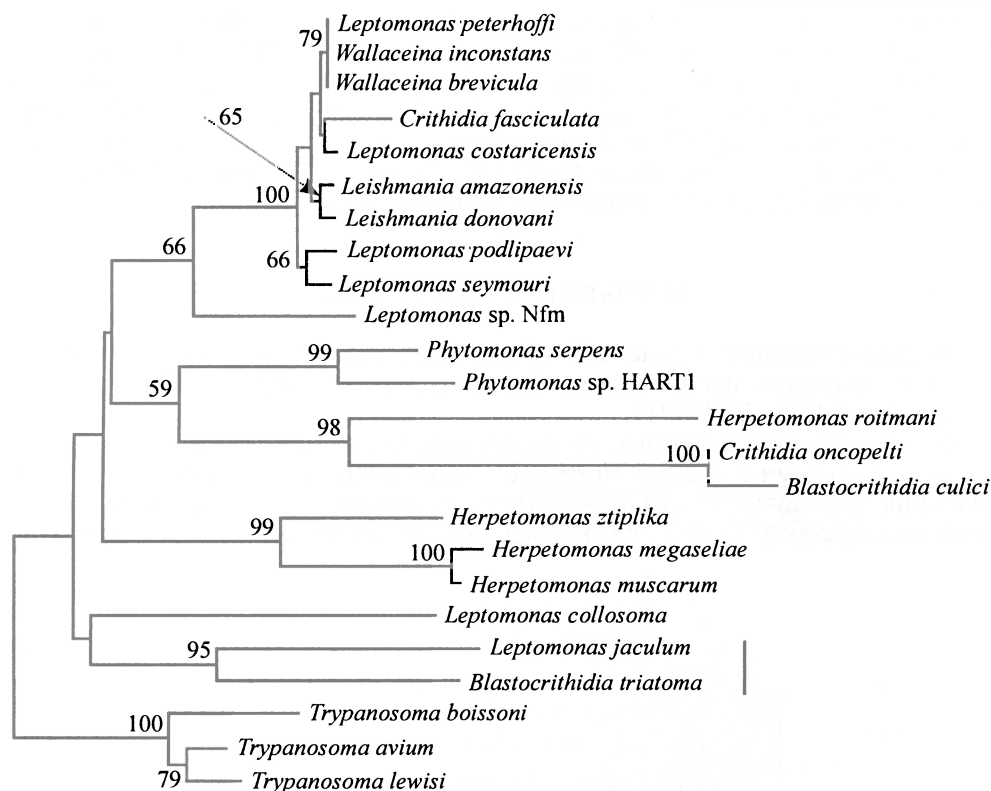 Leptomonas peterhoffi
79
Wallaceina inconstans
Wallaceina brevicula
65
Crithidia fasciculata
Leptomonas costaricensis
Leishmania amazonensis
100
Leishmania donovani
66
Leptomonas podlipaevi
66
Leptomonas seymouri
Leptomonas sp. Nfm
99
Phytomonas serpens
Phytomonas sp. HART1
59
Herpetomonas roitmani
98
100
Crithidia oncopelti
Blastocrithidia culici
Herpetomonas ztiplika
99
100
Herpetomonas megaseliae
Herpetomonas muscarum
Leptomonas collosoma
95
Leptomonas jaculum
Blastocrithidia triatoma
100
Trypanosoma boissoni
Trypanosoma avium
79
Trypanosoma lewisi